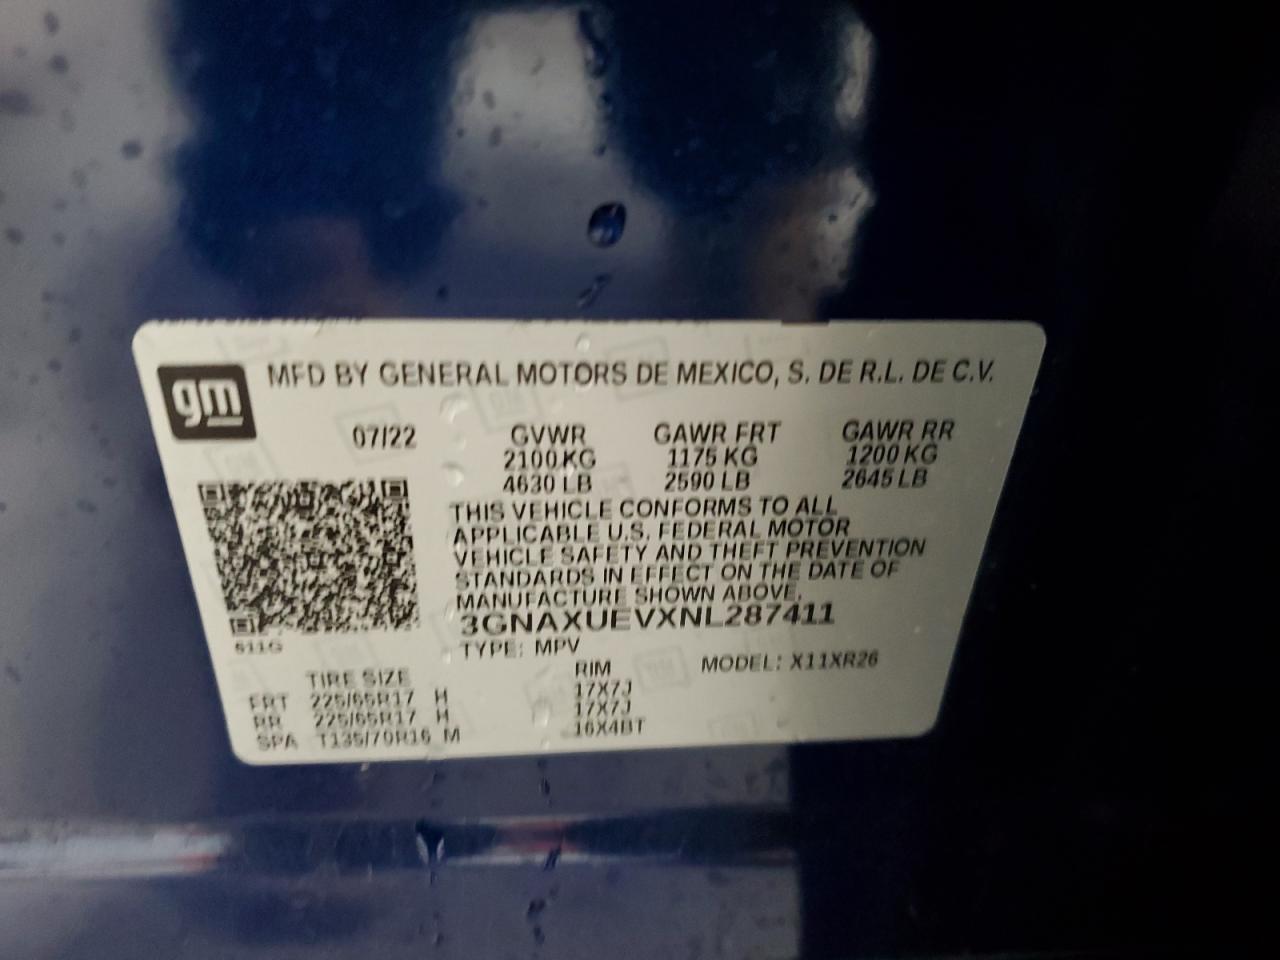 gm
MFD BY GENERAL MOTORS DE MEXICO, S. DE R.L. DE C.V.
07/22 GVWR GAWR FRT GAWR RR
2100 KG 1175 KG 1200 KG
4630 LB 2590 LB 2645 LB
THIS VEHICLE CONFORMS TO ALL
APPLICABLE U.S. FEDERAL MOTOR
VEHICLE SAFETY AND THEFT PREVENTION
STANDARDS IN EFFECT ON THE DATE OF
MANUFACTURE SHOWN ABOVE.
3GNAXUEVXNL287411
611G
TYPE: MPV
TIRE SIZE RIM MODEL: X11XR26
FRT 225/65R17 H 17X7J
RR 225/65R17 H 17X7J
SPA T135/70R16 M 16X4BT